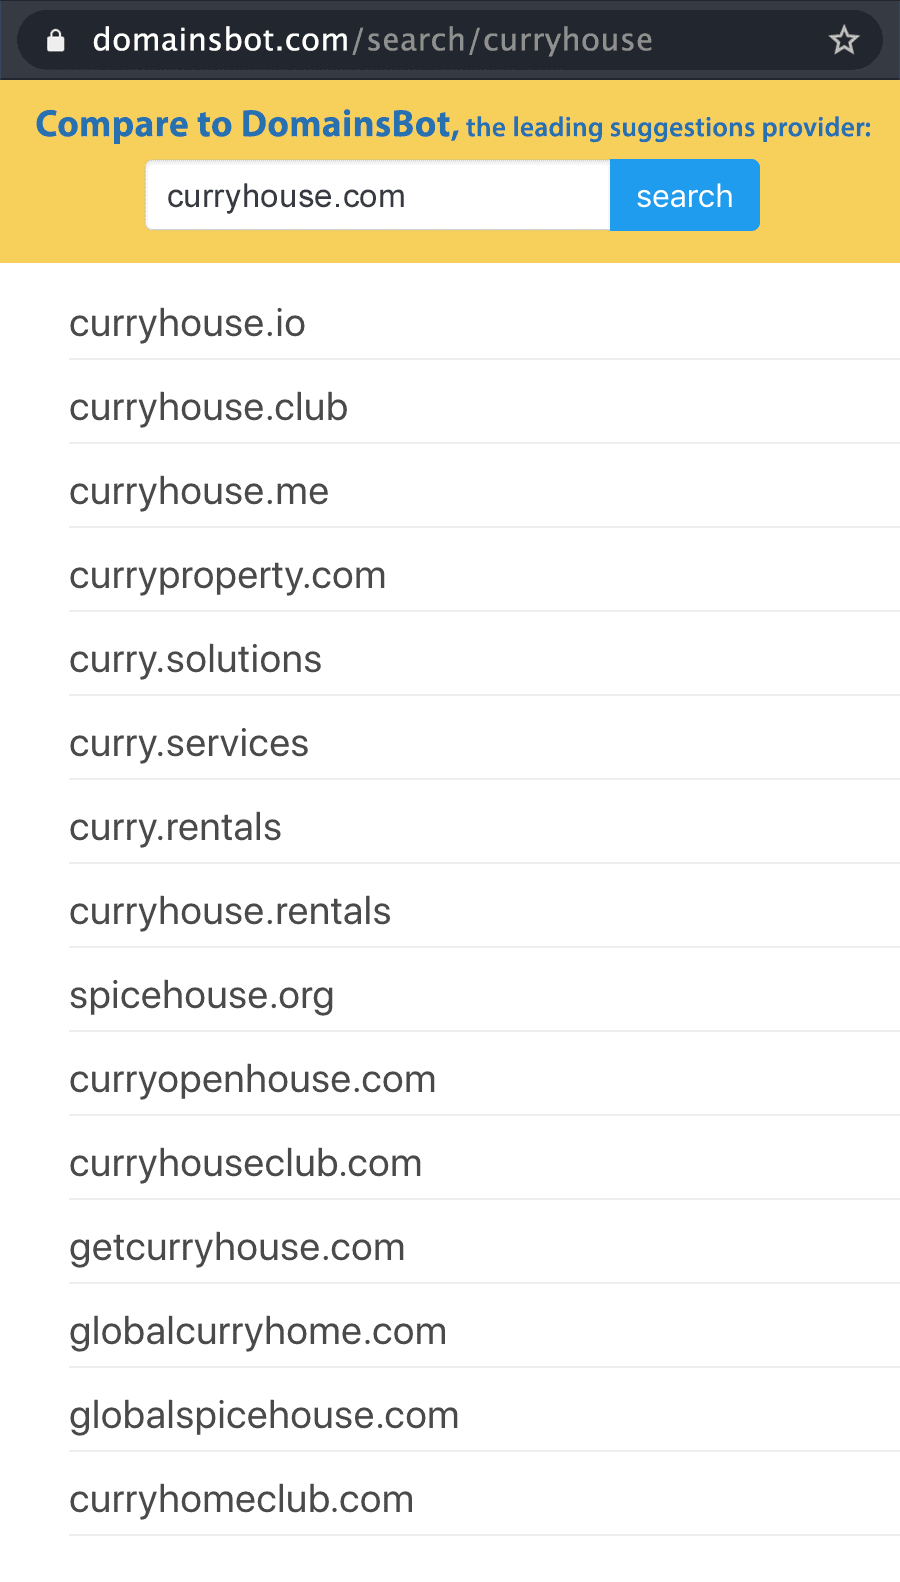 domainsbot.com/search/curryhouse
Compare to DomainsBot, the leading suggestions provider:
curryhouse.com search
curryhouse.io
curryhouse.club
curryhouse.me
curryproperty.com
curry.solutions
curry.services
curry.rentals
curryhouse.rentals
spicehouse.org
curryopenhouse.com
curryhouseclub.com
getcurryhouse.com
globalcurryhome.com
globalspicehouse.com
curryhomeclub.com